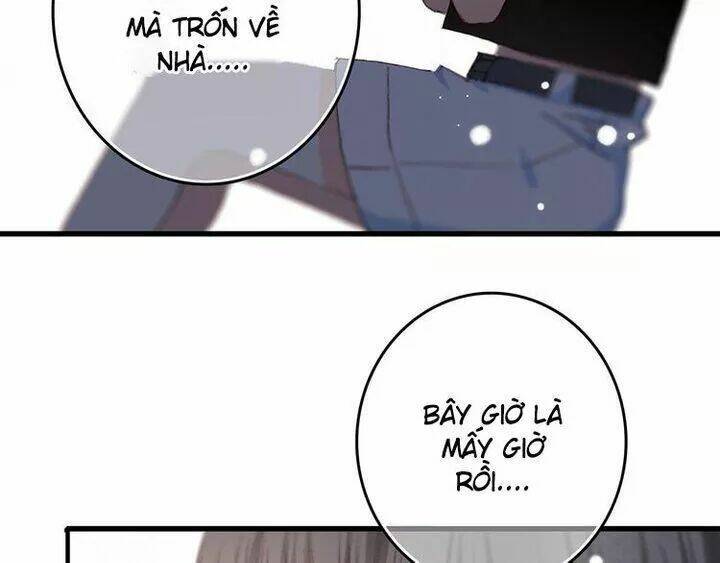 MÀ TRỐN VỀ
NHÀ.....
BÂY GIỜ LÀ
MẤY GIỜ
RỒI....